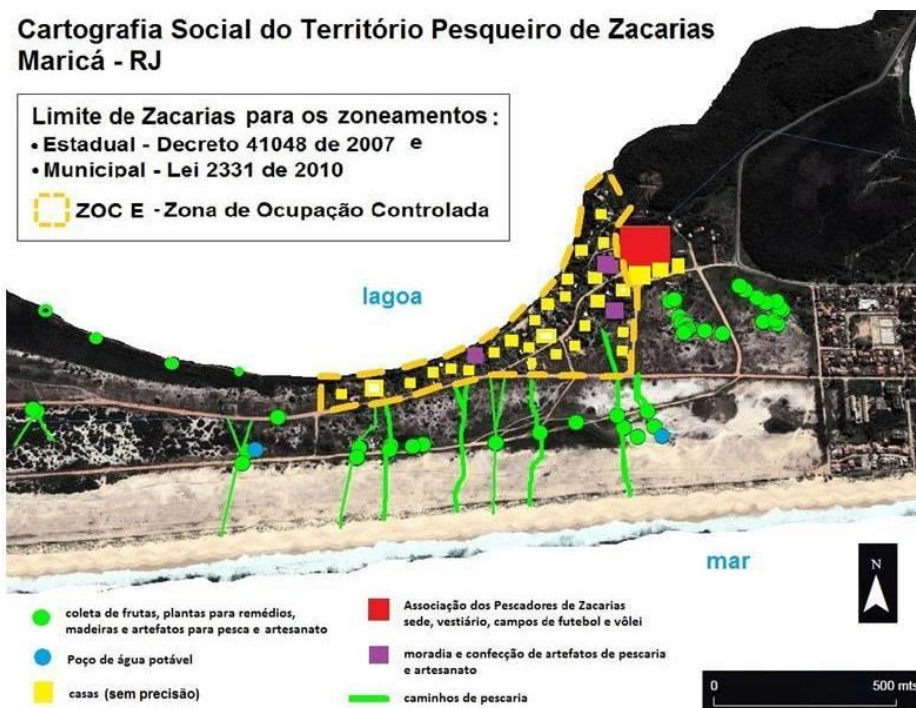 Cartografia Social do Território Pesqueiro de Zacarias
Maricá - RJ
Limite de Zacarias para os zoneamentos :
• Estadual - Decreto 41048 de 2007 e
• Municipal - Lei 2331 de 2010
ZOC E - Zona de Ocupação Controlada
lagoa
mar
N
coleta de frutas, plantas para remédios,
madeiras e artefatos para pesca e artesanato
Poço de água potável
casas (sem precisão)
Associação dos Pescadores de Zacarias
sede, vestiário, campos de futebol e vôlei
moradia e confecção de artefatos de pescaria
e artesanato
caminhos de pescaria
0 500 mts